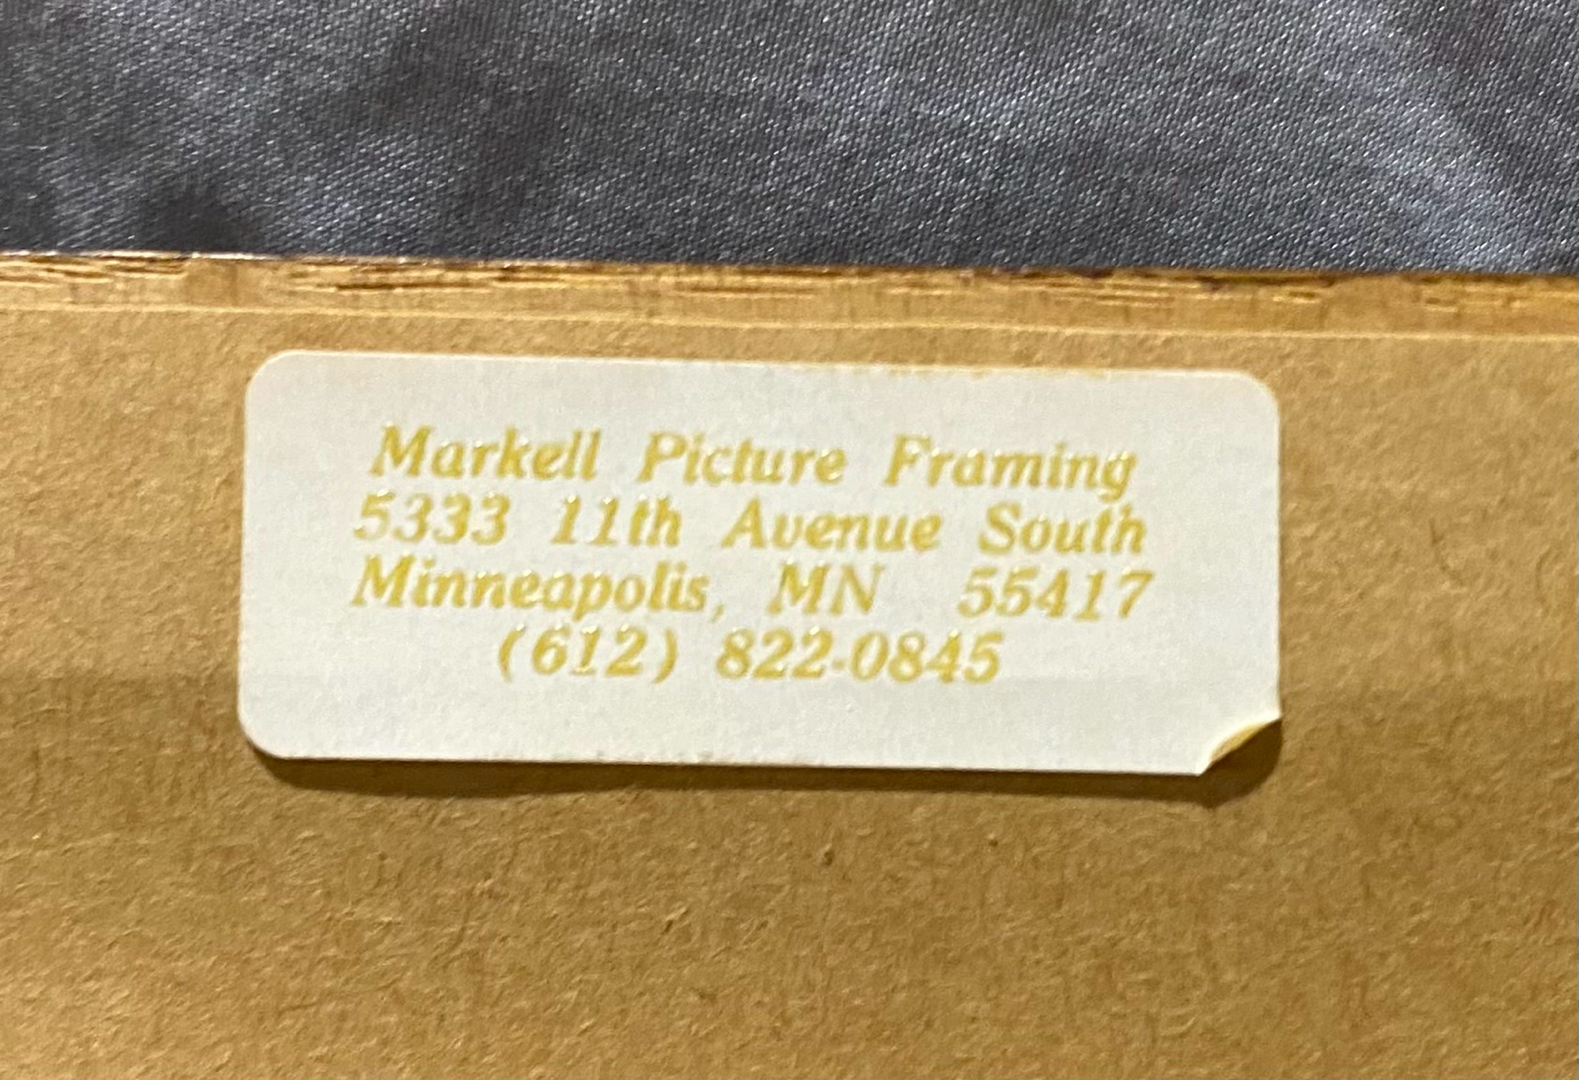 Markell Picture Framing
5333 11th Avenue South
Minneapolis, MN 55417
(612) 822-0845